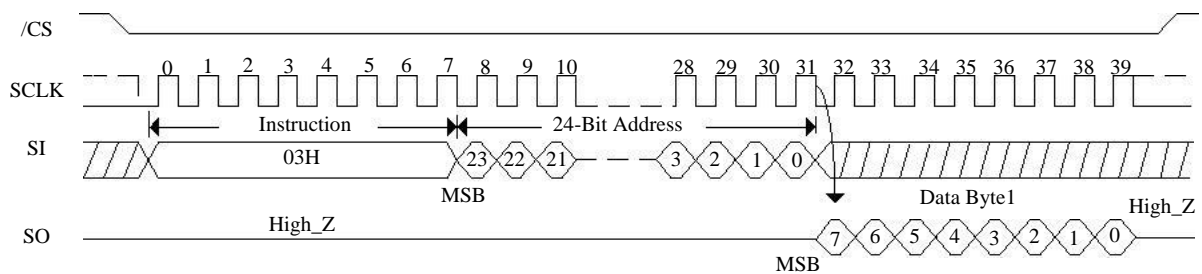 /CS
0 1 2 3 4 5 6 7 8 9 10 28 29 30 31 32 33 34 35 36 37 38 39
SCLK
Instruction 24-Bit Address
SI 03H 23 22 21 3 2 1 0
MSB Data Byte1
High_Z High_Z
SO 7 6 5 4 3 2 1 0
MSB